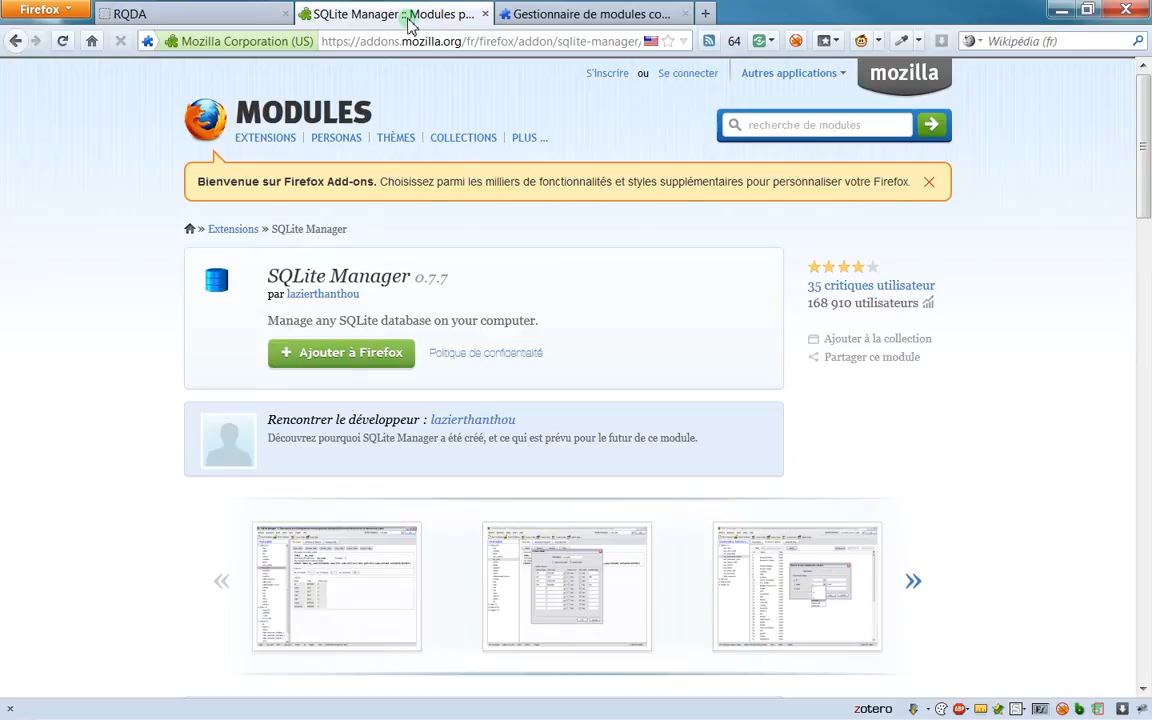 Firefox
RQDA
SQLite Manager :: Modules p...
Gestionnaire de modules co...
Mozilla Corporation (US)
https://addons.mozilla.org/fr/firefox/addon/sqlite-manager/
64
Wikipédia (fr)
S'inscrire ou Se connecter
Autres applications
mozilla
MODULES
EXTENSIONS
PERSONAS
THÈMES
COLLECTIONS
PLUS ...
recherche de modules
Bienvenue sur Firefox Add-ons. Choisissez parmi les milliers de fonctionnalités et styles supplémentaires pour personnaliser votre Firefox.
» Extensions » SQLite Manager
SQLite Manager 0.7.7
par lazierthanthou
Manage any SQLite database on your computer.
+ Ajouter à Firefox
Politique de confidentialité
35 critiques utilisateur
168 910 utilisateurs
Ajouter à la collection
Partager ce module
Rencontrer le développeur : lazierthanthou
Découvrez pourquoi SQLite Manager a été créé, et ce qui est prévu pour le futur de ce module.
zotero